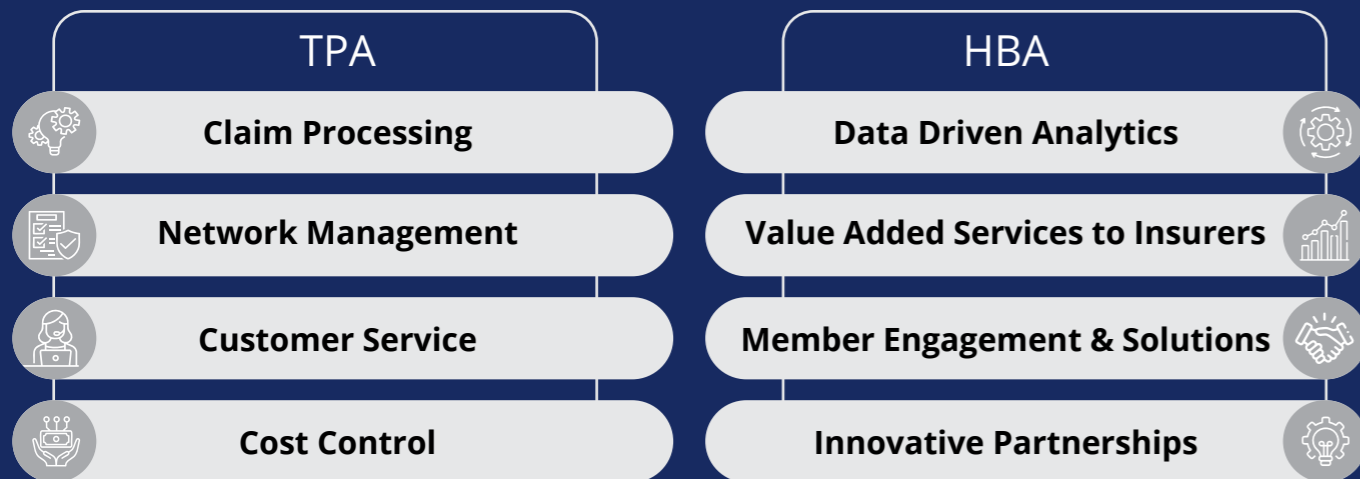 TPA
Claim Processing
Network Management
Customer Service
Cost Control
HBA
Data Driven Analytics
Value Added Services to Insurers
Member Engagement & Solutions
Innovative Partnerships